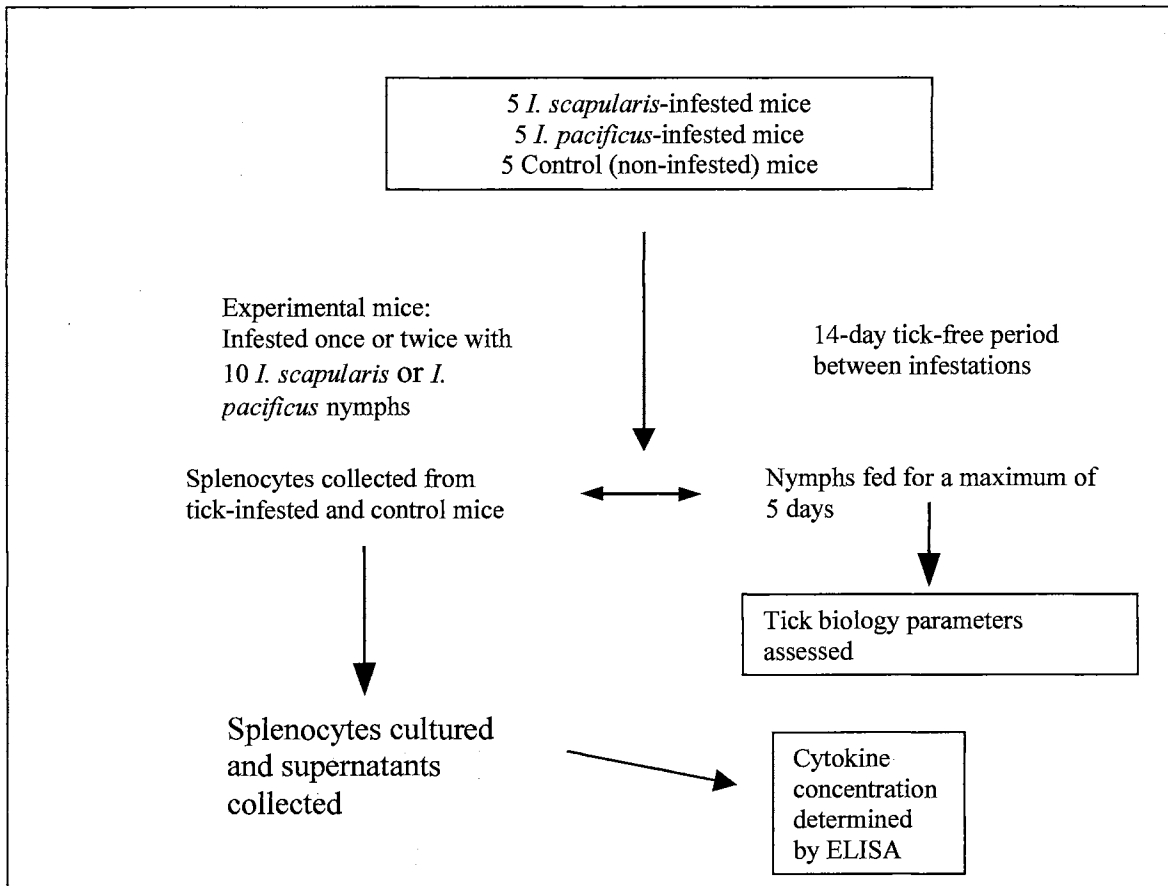 5 I. scapularis-infested mice
5 I. pacificus-infested mice
5 Control (non-infested) mice
Experimental mice:
Infested once or twice with
10 I. scapularis or I.
pacificus nymphs
14-day tick-free period
between infestations
Splenocytes collected from
tick-infested and control mice
Nymphs fed for a maximum of
5 days
Tick biology parameters
assessed
Splenocytes cultured
and supernatants
collected
Cytokine
concentration
determined
by ELISA